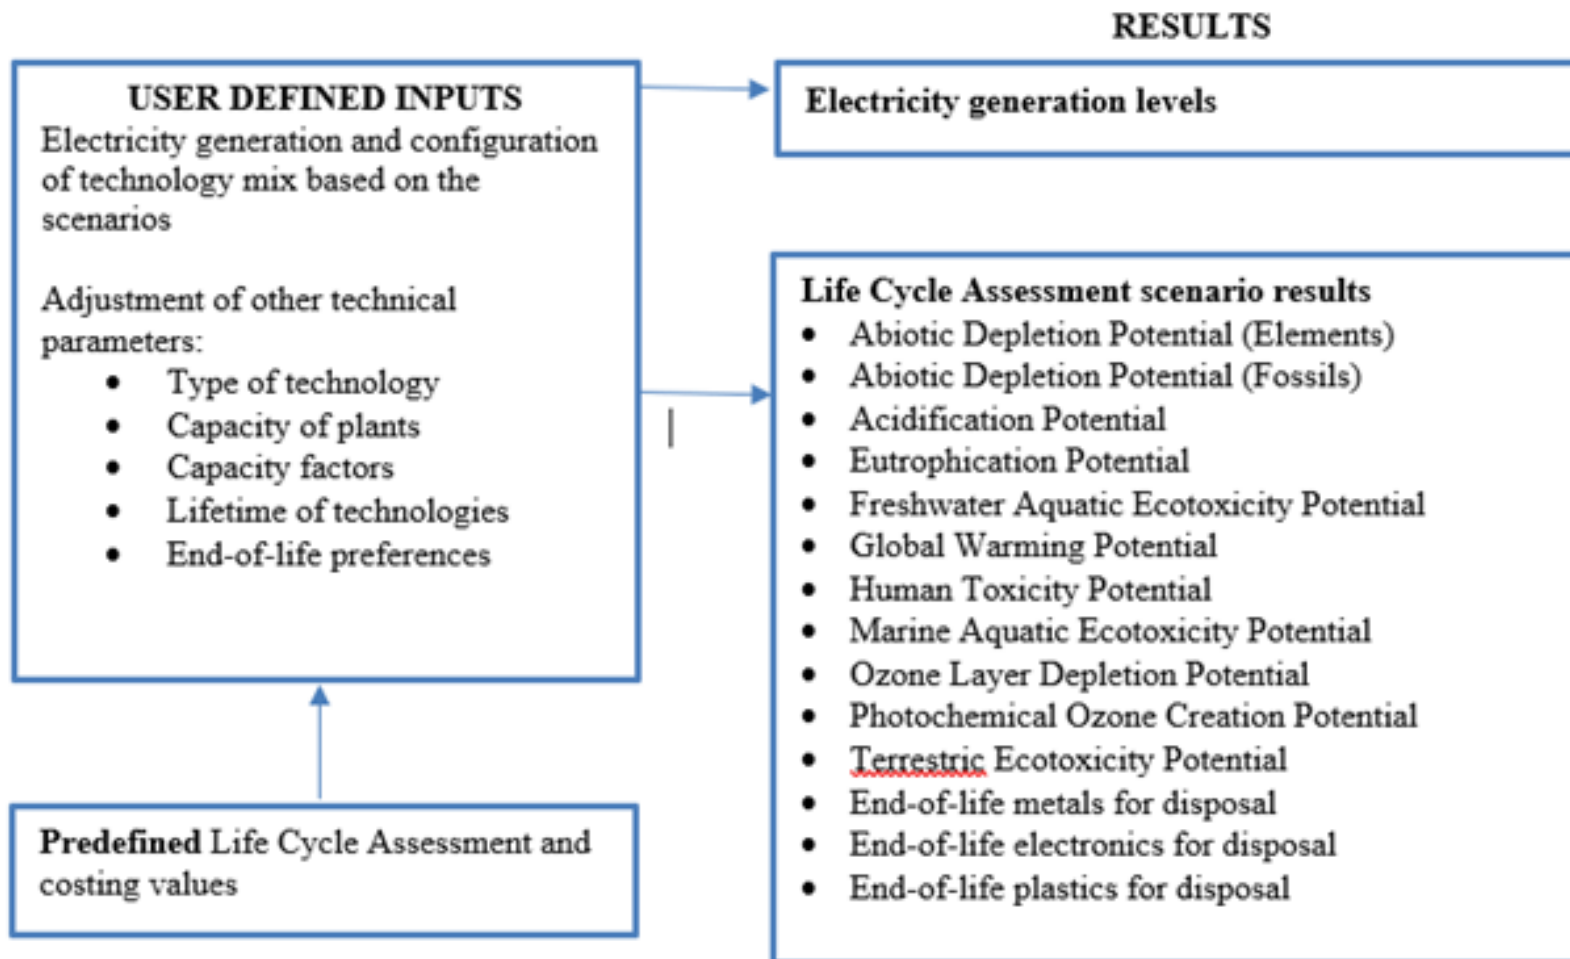 RESULTS
USER DEFINED INPUTS
Electricity generation and configuration
of technology mix based on the
scenarios
Adjustment of other technical
parameters:
• Type of technology
• Capacity of plants
• Capacity factors
• Lifetime of technologies
• End-of-life preferences
Predefined Life Cycle Assessment and
costing values
Electricity generation levels
Life Cycle Assessment scenario results
• Abiotic Depletion Potential (Elements)
• Abiotic Depletion Potential (Fossils)
• Acidification Potential
• Eutrophication Potential
• Freshwater Aquatic Ecotoxicity Potential
• Global Warming Potential
• Human Toxicity Potential
• Marine Aquatic Ecotoxicity Potential
• Ozone Layer Depletion Potential
• Photochemical Ozone Creation Potential
• Terrestric Ecotoxicity Potential
• End-of-life metals for disposal
• End-of-life electronics for disposal
• End-of-life plastics for disposal